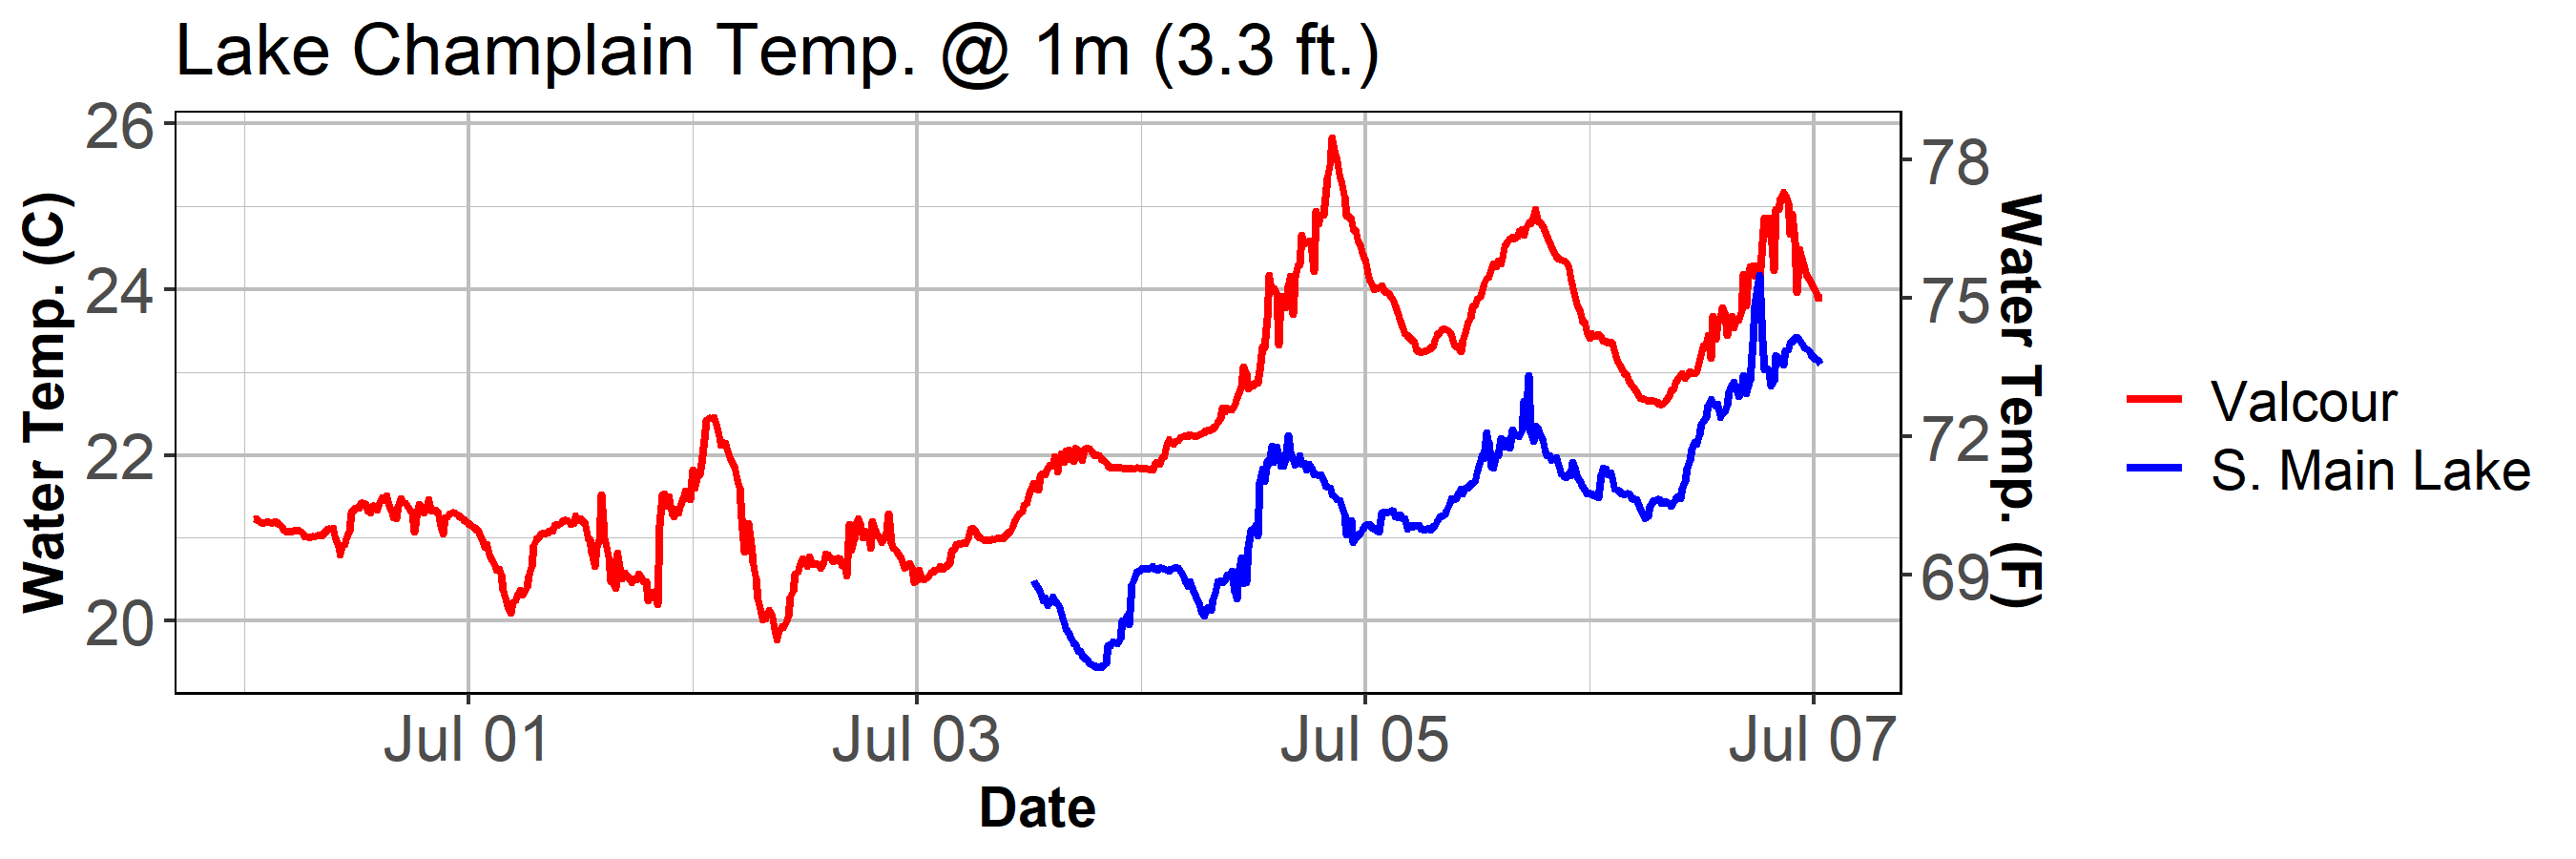 Lake Champlain Temp. @ 1m (3.3 ft.)
Water Temp. (C)
26
24
22
20
78
75
72
69
Water Temp. (F)
Jul 01
Jul 03
Jul 05
Jul 07
Date
Valcour
S. Main Lake